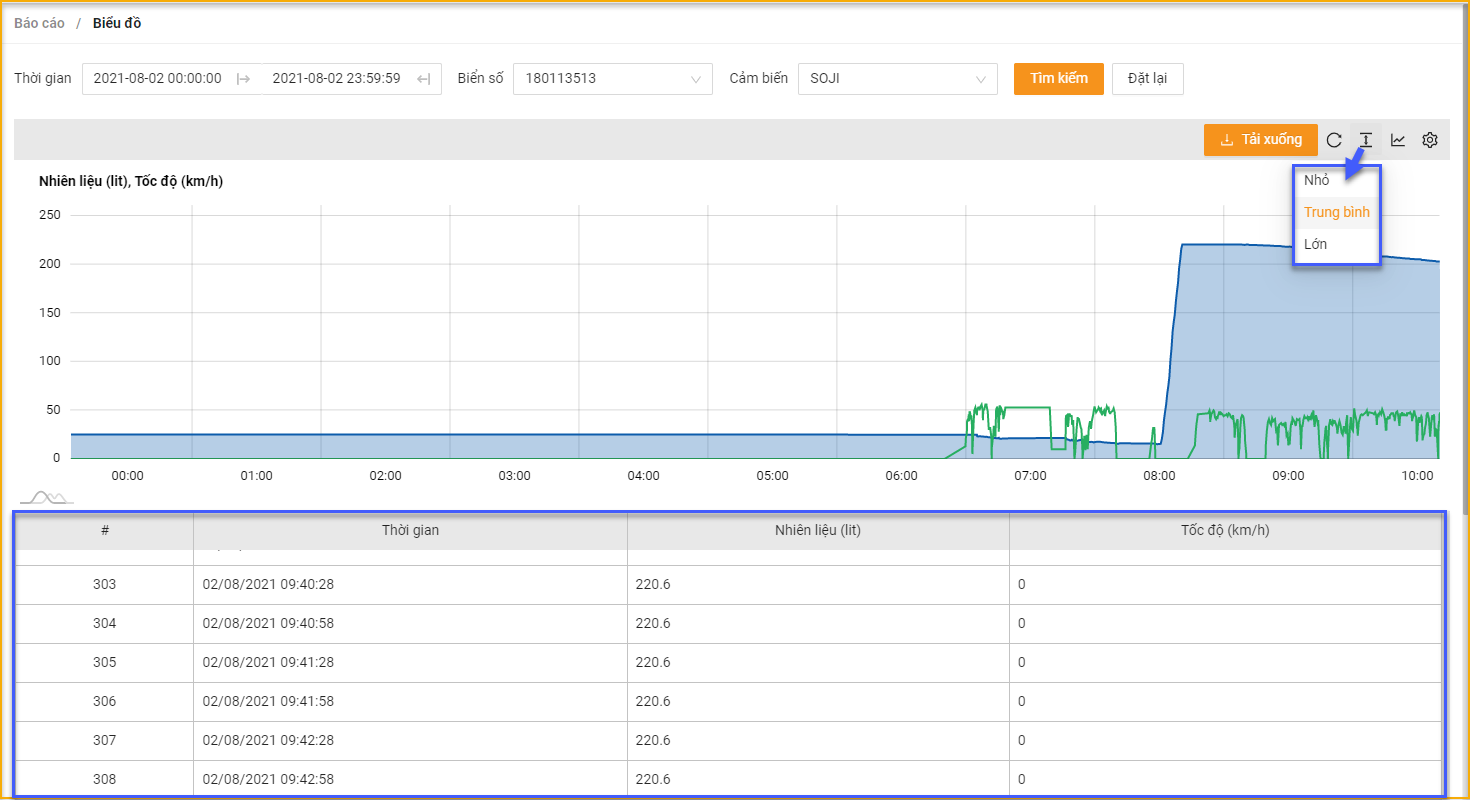 Báo cáo / Biểu đồ
Thời gian 2021-08-02 00:00:00 2021-08-02 23:59:59 Biển số 180113513 Cảm biến SOJI Tìm kiếm Đặt lại
Tải xuống
Nhỏ
Trung bình
Lớn
Nhiên liệu (lit), Tốc độ (km/h)
250
200
150
100
50
0
00:00 01:00 02:00 03:00 04:00 05:00 06:00 07:00 08:00 09:00 10:00
# Thời gian Nhiên liệu (lit) Tốc độ (km/h)
303 02/08/2021 09:40:28 220.6 0
304 02/08/2021 09:40:58 220.6 0
305 02/08/2021 09:41:28 220.6 0
306 02/08/2021 09:41:58 220.6 0
307 02/08/2021 09:42:28 220.6 0
308 02/08/2021 09:42:58 220.6 0